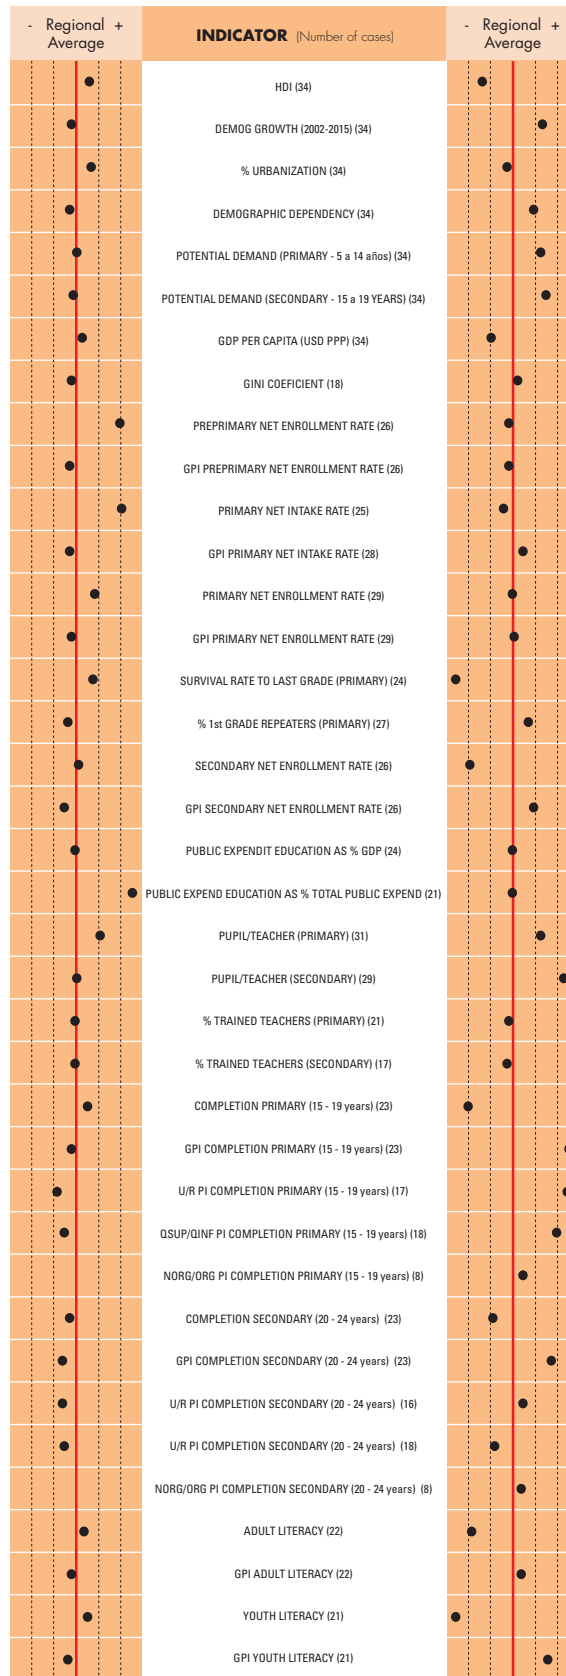 - Regional +
Average
INDICATOR (Number of cases)
- Regional +
Average
HDI (34)
DEMOG GROWTH (2002-2015) (34)
% URBANIZATION (34)
DEMOGRAPHIC DEPENDENCY (34)
POTENTIAL DEMAND (PRIMARY - 5 a 14 años) (34)
POTENTIAL DEMAND (SECONDARY - 15 a 19 YEARS) (34)
GDP PER CAPITA (USD PPP) (34)
GINI COEFICIENT (18)
PREPRIMARY NET ENROLLMENT RATE (26)
GPI PREPRIMARY NET ENROLLMENT RATE (26)
PRIMARY NET INTAKE RATE (25)
GPI PRIMARY NET INTAKE RATE (28)
PRIMARY NET ENROLLMENT RATE (29)
GPI PRIMARY NET ENROLLMENT RATE (29)
SURVIVAL RATE TO LAST GRADE (PRIMARY) (24)
% 1st GRADE REPEATERS (PRIMARY) (27)
SECONDARY NET ENROLLMENT RATE (26)
GPI SECONDARY NET ENROLLMENT RATE (26)
PUBLIC EXPENDIT EDUCATION AS % GDP (24)
PUBLIC EXPEND EDUCATION AS % TOTAL PUBLIC EXPEND (21)
PUPIL/TEACHER (PRIMARY) (31)
PUPIL/TEACHER (SECONDARY) (29)
% TRAINED TEACHERS (PRIMARY) (21)
% TRAINED TEACHERS (SECONDARY) (17)
COMPLETION PRIMARY (15 - 19 years) (23)
GPI COMPLETION PRIMARY (15 - 19 years) (23)
U/R PI COMPLETION PRIMARY (15 - 19 years) (17)
QSUP/QINF PI COMPLETION PRIMARY (15 - 19 years) (18)
NORG/ORG PI COMPLETION PRIMARY (15 - 19 years) (8)
COMPLETION SECONDARY (20 - 24 years) (23)
GPI COMPLETION SECONDARY (20 - 24 years) (23)
U/R PI COMPLETION SECONDARY (20 - 24 years) (16)
U/R PI COMPLETION SECONDARY (20 - 24 years) (18)
NORG/ORG PI COMPLETION SECONDARY (20 - 24 years) (8)
ADULT LITERACY (22)
GPI ADULT LITERACY (22)
YOUTH LITERACY (21)
GPI YOUTH LITERACY (21)